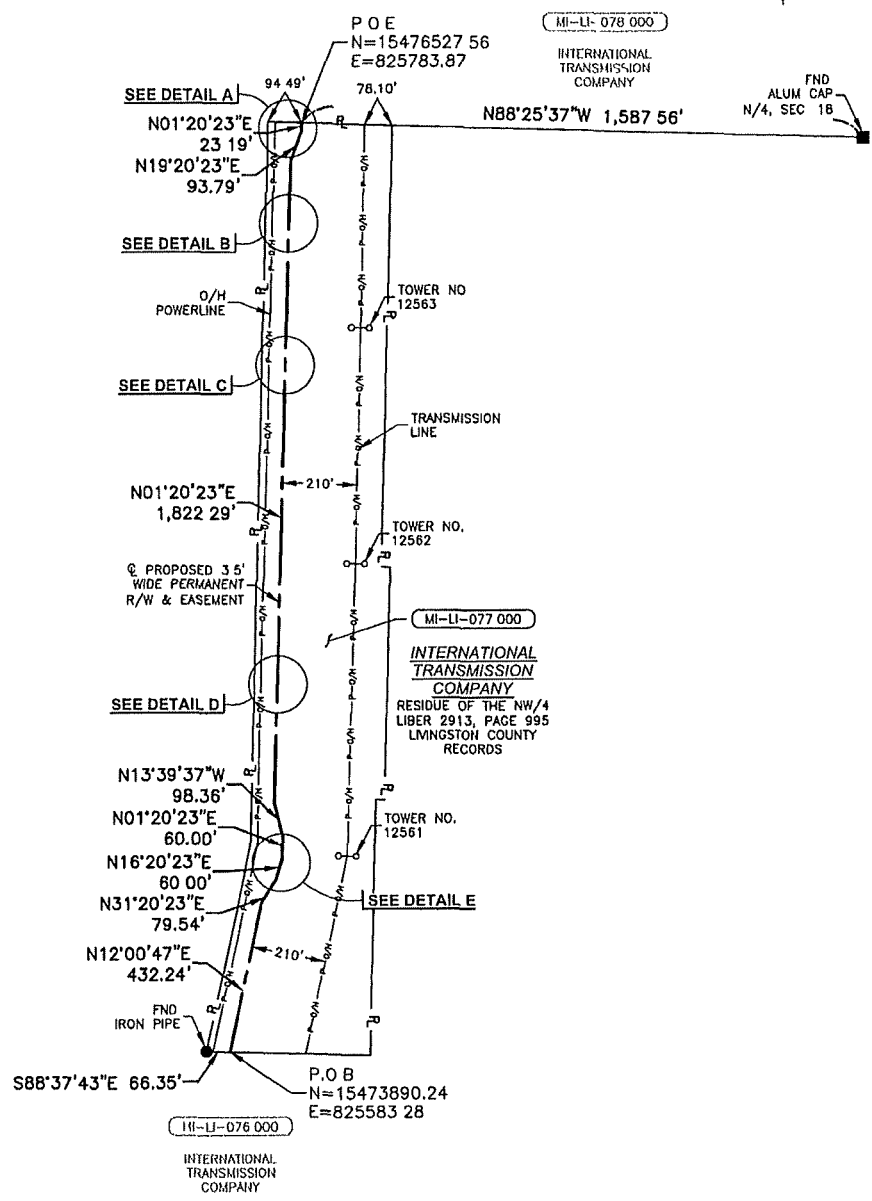 P O E
N=15476527 56
E=825783.87
MI-LI- 078 000
INTERNATIONAL
TRANSMISSION
COMPANY
FND
ALUM CAP
N/4, SEC 18
SEE DETAIL A
94 49'
78.10'
N88°25'37"W 1,587 56'
N01°20'23"E
23 19'
N19°20'23"E
93.79'
SEE DETAIL B
O/H
POWERLINE
TOWER NO
12563
SEE DETAIL C
TRANSMISSION
LINE
210'
N01°20'23"E
1,822 29'
TOWER NO.
12562
℄ PROPOSED 3 5'
WIDE PERMANENT
R/W & EASEMENT
MI-LI-077 000
INTERNATIONAL
TRANSMISSION
COMPANY
RESIDUE OF THE NW/4
LIBER 2913, PAGE 995
LIVINGSTON COUNTY
RECORDS
SEE DETAIL D
N13°39'37"W
98.36'
N01°20'23"E
60.00'
TOWER NO.
12561
N16°20'23"E
60 00'
SEE DETAIL E
N31°20'23"E
79.54'
N12°00'47"E
432.24'
210'
FND
IRON PIPE
S88°37'43"E 66.35'
P.O B
N=15473890.24
E=825583 28
MI-LI-076 000
INTERNATIONAL
TRANSMISSION
COMPANY